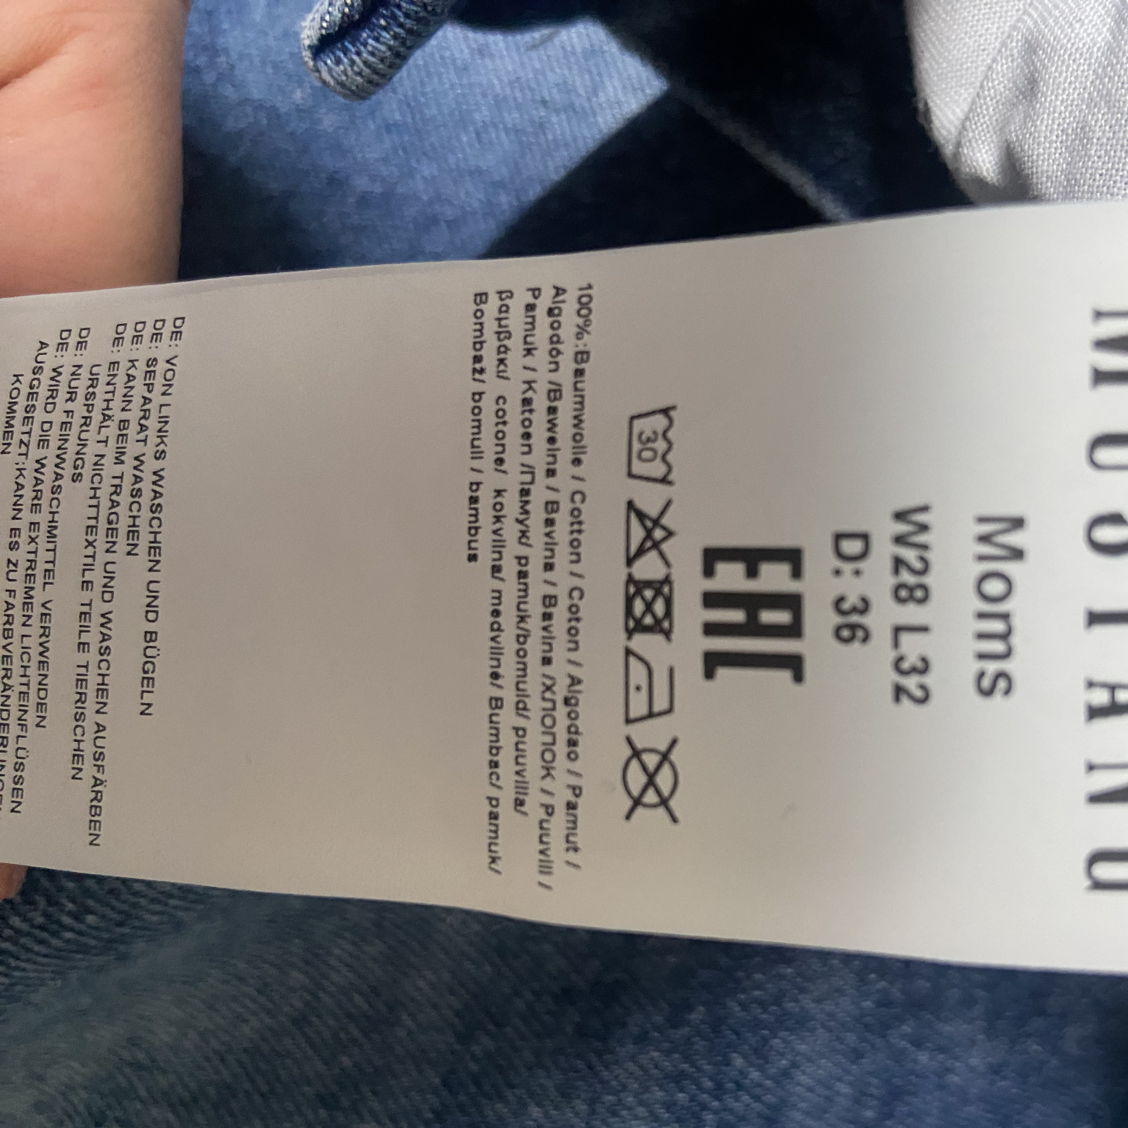 MUSTANG
Moms
W28 L32
D: 36
EAC
30
100%:Baumwolle / Cotton / Coton / Algodao / Pamut /
Algodón /Bawelna / Bavlna / Bavlna /ХЛОПОК / Puuvill /
Pamuk / Katoen /Памук/ pamuk/bomuld/ puuvilla/
βαμβάκι/ cotone/ kokvilna/ medvilné/ Bumbac/ pamuk/
Bombaž/ bomull / bambus
DE: VON LINKS WASCHEN UND BÜGELN
DE: SEPARAT WASCHEN
DE: KANN BEIM TRAGEN UND WASCHEN AUSFÄRBEN
DE: ENTHÄLT NICHTTEXTILE TEILE TIERISCHEN
URSPRUNGS
DE: NUR FEINWASCHMITTEL VERWENDEN
DE: WIRD DIE WARE EXTREMEN LICHTEINFLÜSSEN
AUSGESETZT;KANN ES ZU FARBVERÄNDERUNGEN
KOMMEN